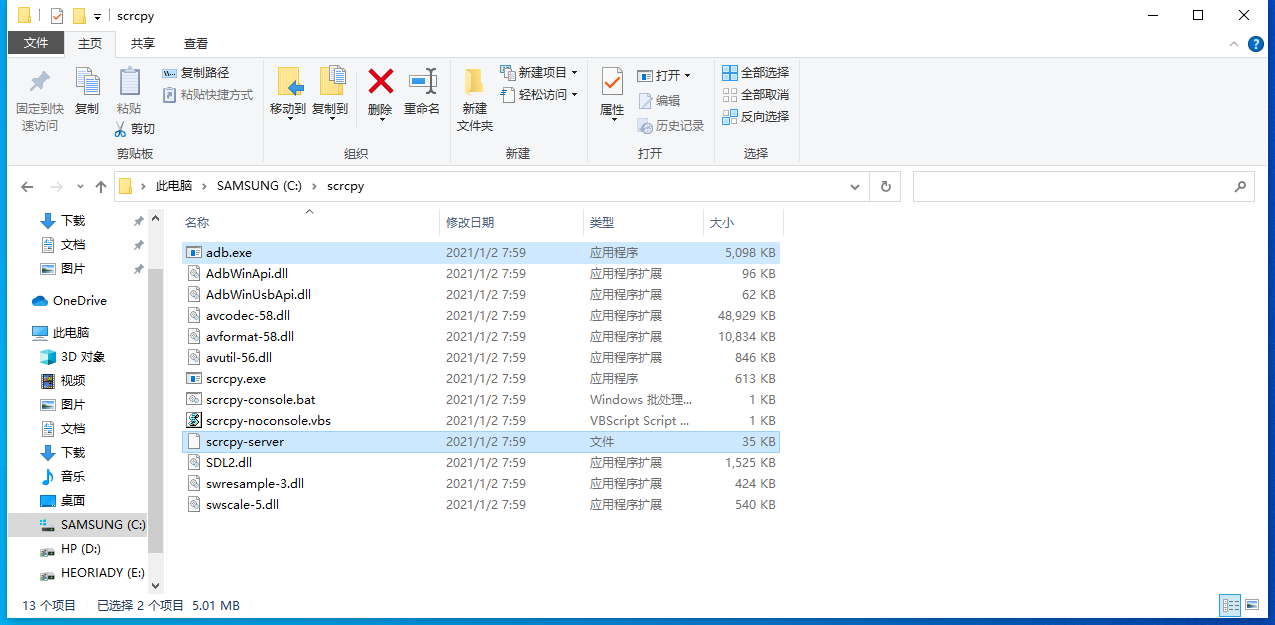 scrcpy
文件 主页 共享 查看
固定到快速访问
复制
粘贴
复制路径
粘贴快捷方式
剪切
剪贴板
移动到
复制到
删除
重命名
组织
新建文件夹
新建项目
轻松访问
新建
属性
打开
编辑
历史记录
打开
全部选择
全部取消
反向选择
选择
此电脑 SAMSUNG (C:) scrcpy
下载
文档
图片
OneDrive
此电脑
3D 对象
视频
图片
文档
下载
音乐
桌面
SAMSUNG (C:)
HP (D:)
HEORIADY (E:)
名称 修改日期 类型 大小
adb.exe 2021/1/2 7:59 应用程序 5,098 KB
AdbWinApi.dll 2021/1/2 7:59 应用程序扩展 96 KB
AdbWinUsbApi.dll 2021/1/2 7:59 应用程序扩展 62 KB
avcodec-58.dll 2021/1/2 7:59 应用程序扩展 48,929 KB
avformat-58.dll 2021/1/2 7:59 应用程序扩展 10,834 KB
avutil-56.dll 2021/1/2 7:59 应用程序扩展 846 KB
scrcpy.exe 2021/1/2 7:59 应用程序 613 KB
scrcpy-console.bat 2021/1/2 7:59 Windows 批处理... 1 KB
scrcpy-noconsole.vbs 2021/1/2 7:59 VBScript Script ... 1 KB
scrcpy-server 2021/1/2 7:59 文件 35 KB
SDL2.dll 2021/1/2 7:59 应用程序扩展 1,525 KB
swresample-3.dll 2021/1/2 7:59 应用程序扩展 424 KB
swscale-5.dll 2021/1/2 7:59 应用程序扩展 540 KB
13 个项目 已选择 2 个项目 5.01 MB